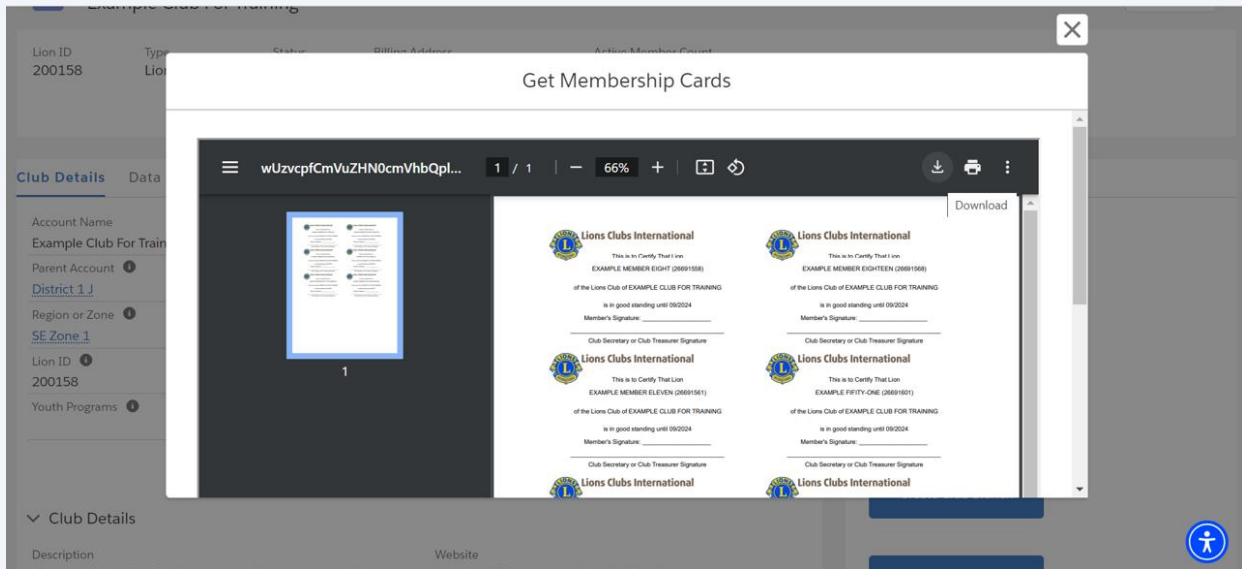 Example Club For Training
Lion ID Type Status Billing Address Active Member Count
200158 Lion
Get Membership Cards
wUzvcpfCmVuZHN0cmVhbQpl... 1 / 1 66%
Download
Club Details Data
Account Name
Example Club For Train
Parent Account
District 1 J
Region or Zone
SE Zone 1
Lion ID
200158
Youth Programs
1
Lions Clubs International
This is to Certify That Lion
EXAMPLE MEMBER EIGHT (26691558)
of the Lions Club of EXAMPLE CLUB FOR TRAINING
is in good standing until 09/2024
Member's Signature: ____________________
Club Secretary or Club Treasurer Signature
Lions Clubs International
This is to Certify That Lion
EXAMPLE MEMBER EIGHTEEN (26691568)
of the Lions Club of EXAMPLE CLUB FOR TRAINING
is in good standing until 09/2024
Member's Signature: ____________________
Club Secretary or Club Treasurer Signature
Lions Clubs International
This is to Certify That Lion
EXAMPLE MEMBER ELEVEN (26691561)
of the Lions Club of EXAMPLE CLUB FOR TRAINING
is in good standing until 09/2024
Member's Signature: ____________________
Club Secretary or Club Treasurer Signature
Lions Clubs International
This is to Certify That Lion
EXAMPLE FIFITY-ONE (26691601)
of the Lions Club of EXAMPLE CLUB FOR TRAINING
is in good standing until 09/2024
Member's Signature: ____________________
Club Secretary or Club Treasurer Signature
Lions Clubs International
Lions Clubs International
Club Details
Description Website